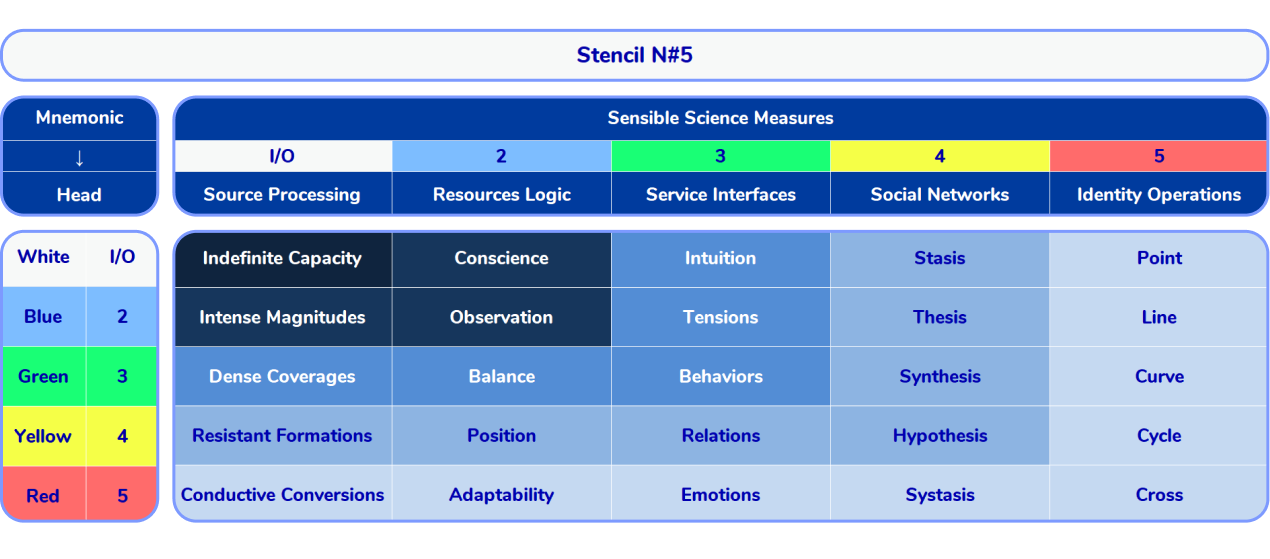 Stencil N#5
Mnemonic
Sensible Science Measures
↓
I/O 2 3 4 5
Head
Source Processing Resources Logic Service Interfaces Social Networks Identity Operations
White I/O Indefinite Capacity Conscience Intuition Stasis Point
Blue 2 Intense Magnitudes Observation Tensions Thesis Line
Green 3 Dense Coverages Balance Behaviors Synthesis Curve
Yellow 4 Resistant Formations Position Relations Hypothesis Cycle
Red 5 Conductive Conversions Adaptability Emotions Systasis Cross